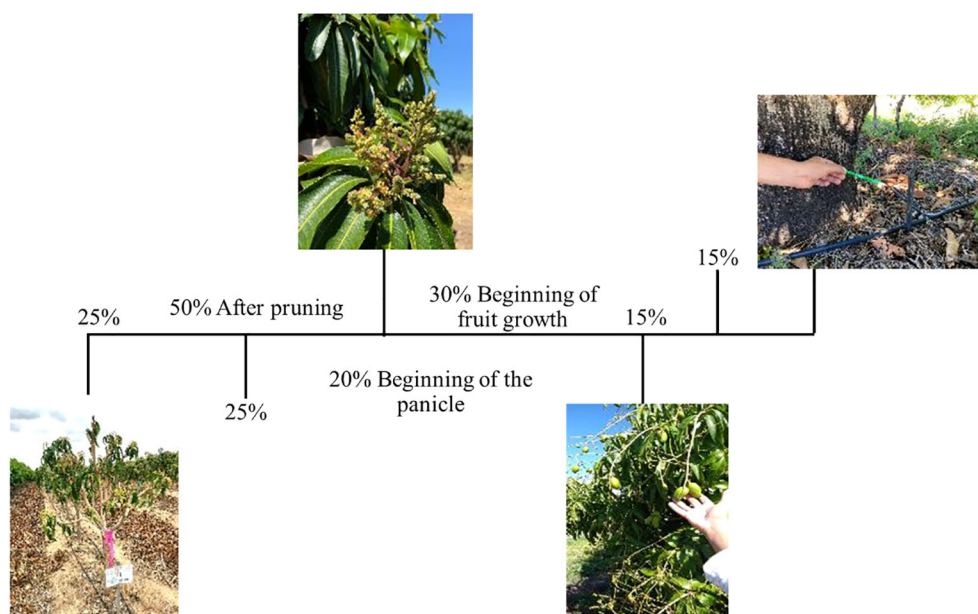 15%
25%
50% After pruning
30% Beginning of
fruit growth
15%
25%
20% Beginning of the
panicle